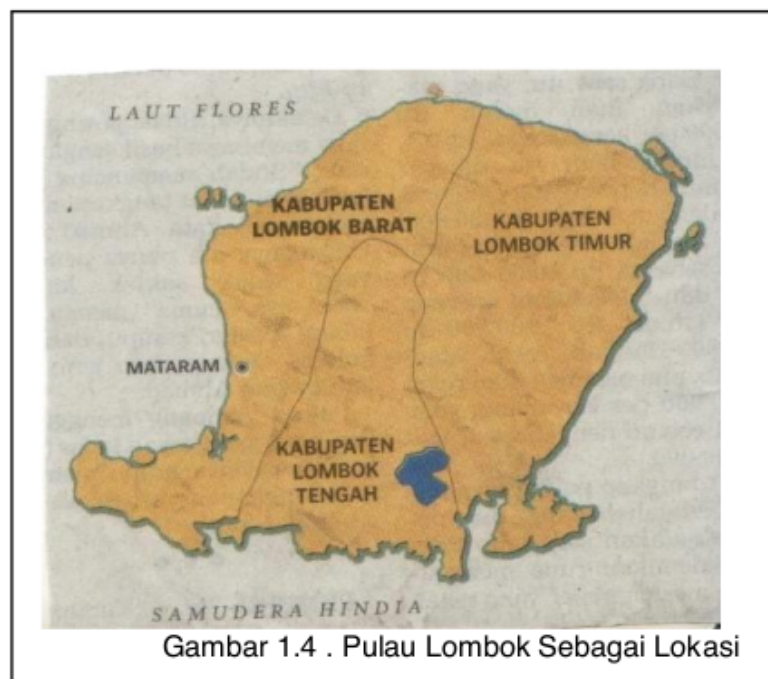 LAUT FLORES
KABUPATEN
LOMBOK BARAT
KABUPATEN
LOMBOK TIMUR
MATARAM
KABUPATEN
LOMBOK
TENGAH
SAMUDERA HINDIA
Gambar 1.4 . Pulau Lombok Sebagai Lokasi